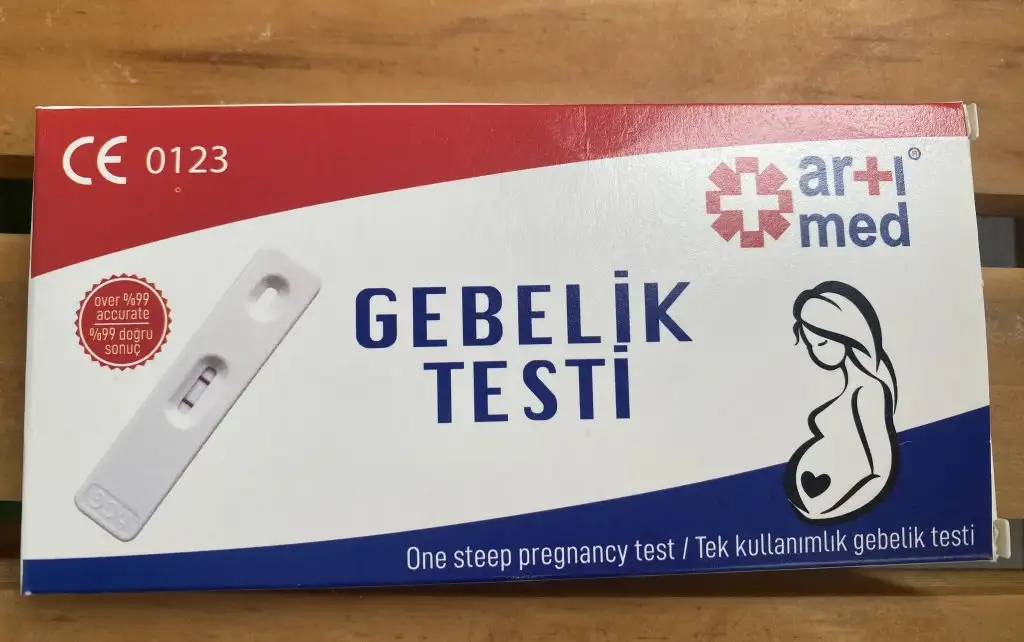 CE 0123
artı®
med
over %99
accurate
%99 doğru
sonuç
GEBELİK
TESTİ
One steep pregnancy test / Tek kullanımlık gebelik testi